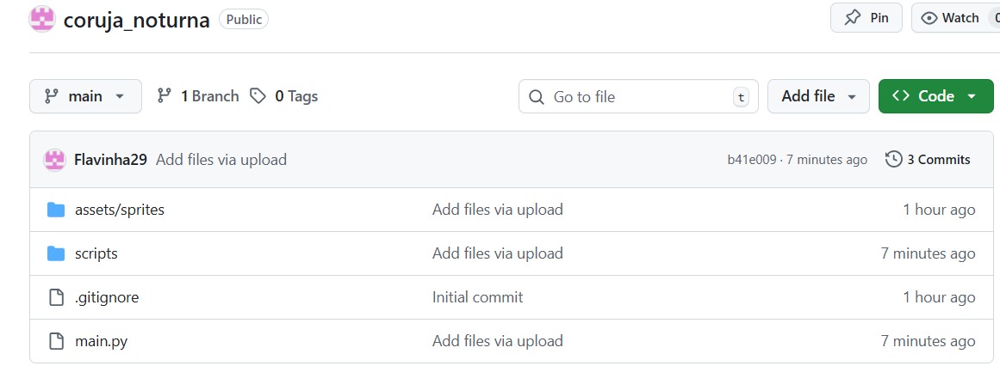 coruja_noturna Public Pin Watch 0
main 1 Branch 0 Tags Go to file t Add file Code
Flavinha29 Add files via upload b41e009 · 7 minutes ago 3 Commits
assets/sprites Add files via upload 1 hour ago
scripts Add files via upload 7 minutes ago
.gitignore Initial commit 1 hour ago
main.py Add files via upload 7 minutes ago